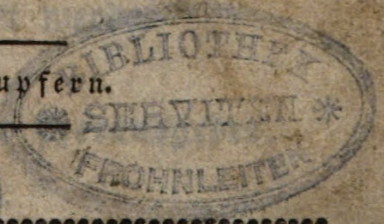 BIBLIOTHEK
upfern.
* SERVITEN *
FROHNLEITEN